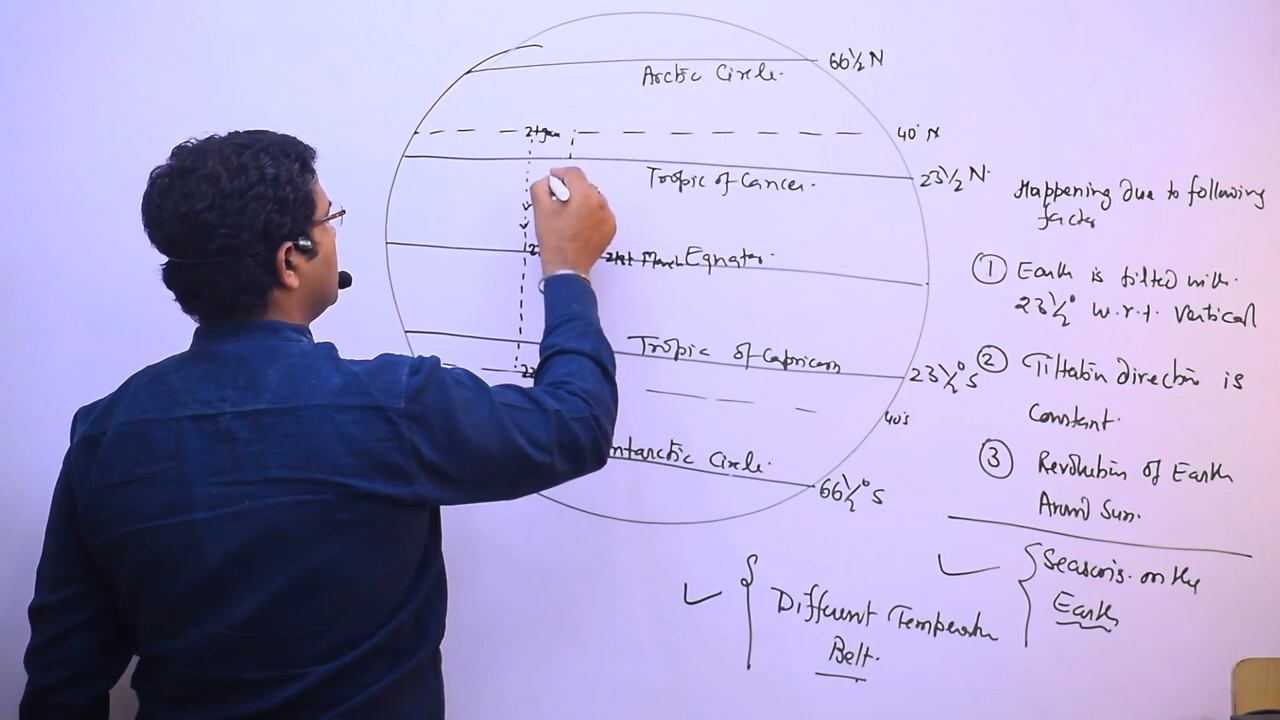 66½ N
Arctic Circle.
21 Jun
40° N
Tropic of Cancer.
23½ N.
21st March Equator.
Tropic of Capricorn
23½° S
40 S
Antarctic Circle.
66½° S
Happening due to following
factor
① Earth is tilted with.
23½° w.r.t. Vertical
② Tiltation direction is
Constant.
③ Revolution of Earth
Around Sun.
Different Temperature
Belt.
Seasons. on the
Earth